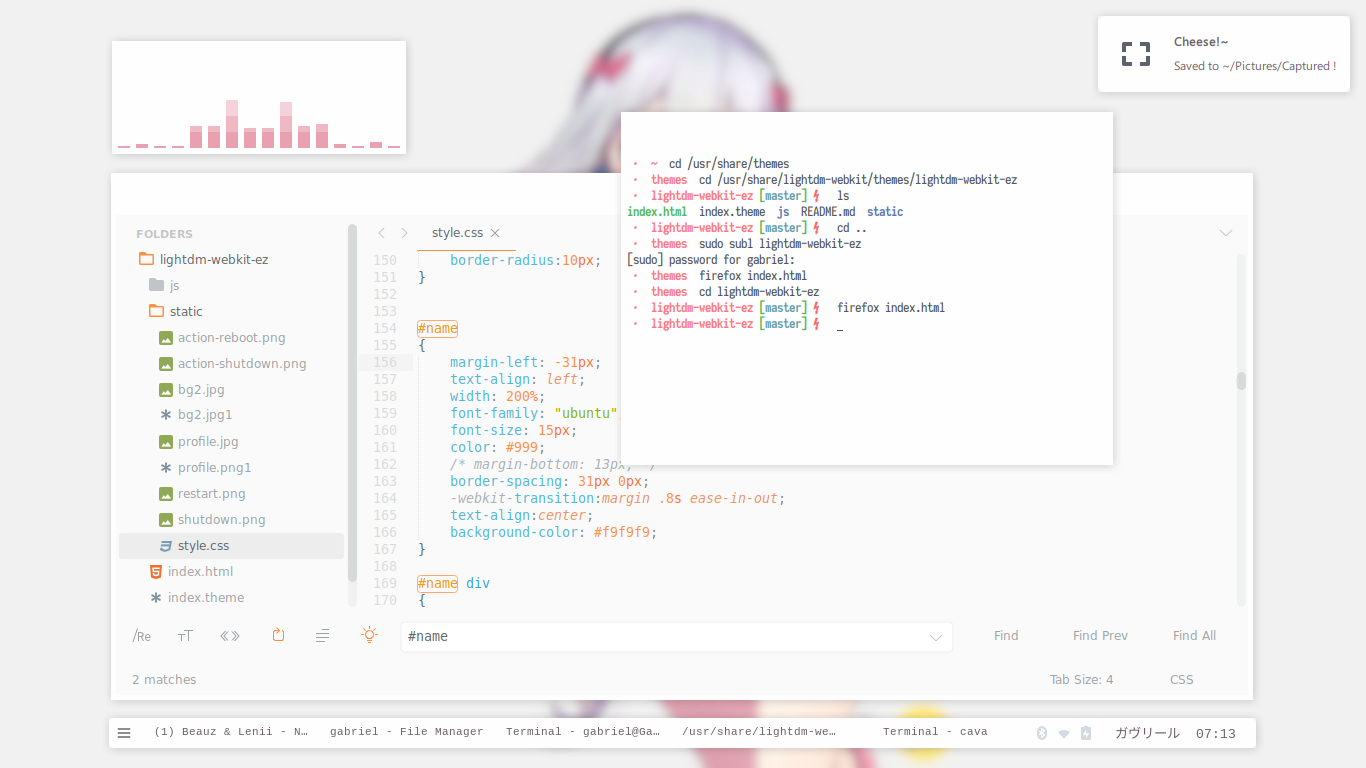 Cheese!~
Saved to ~/Pictures/Captured !
• ~ cd /usr/share/themes
• themes cd /usr/share/lightdm-webkit/themes/lightdm-webkit-ez
• lightdm-webkit-ez [master] ls
index.html index.theme js README.md static
• lightdm-webkit-ez [master] cd ..
• themes sudo subl lightdm-webkit-ez
[sudo] password for gabriel:
• themes firefox index.html
• themes cd lightdm-webkit-ez
• lightdm-webkit-ez [master] firefox index.html
• lightdm-webkit-ez [master] _
FOLDERS
lightdm-webkit-ez
js
static
action-reboot.png
action-shutdown.png
bg2.jpg
bg2.jpg1
profile.jpg
profile.png1
restart.png
shutdown.png
style.css
index.html
index.theme
style.css
150 border-radius:10px;
151 }
152
153
154 #name
155 {
156 margin-left: -31px;
157 text-align: left;
158 width: 200%;
159 font-family: "ubuntu"
160 font-size: 15px;
161 color: #999;
162 /* margin-bottom: 13px; */
163 border-spacing: 31px 0px;
164 -webkit-transition:margin .8s ease-in-out;
165 text-align:center;
166 background-color: #f9f9f9;
167 }
168
169 #name div
170 {
/Re
TT
#name
Find
Find Prev
Find All
2 matches
Tab Size: 4
CSS
(1) Beauz & Lenii - N…
gabriel - File Manager
Terminal - gabriel@Ga…
/usr/share/lightdm-we…
Terminal - cava
ガヴリール
07:13